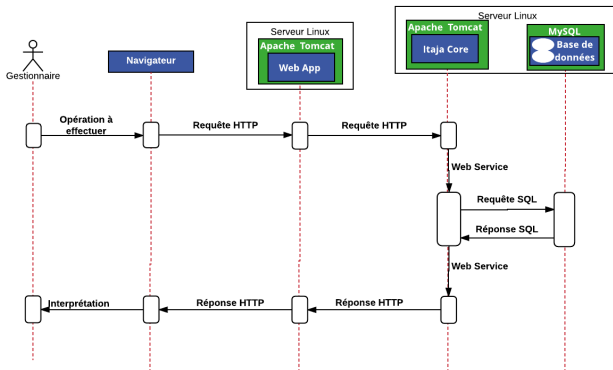 Serveur Linux
Serveur Linux
Apache Tomcat
Apache Tomcat
MySQL
Gestionnaire
Navigateur
Web App
Itaja Core
Base de
données
Opération à
effectuer
Requête HTTP
Requête HTTP
Web Service
Requête SQL
Réponse SQL
Web Service
Interprétation
Réponse HTTP
Réponse HTTP